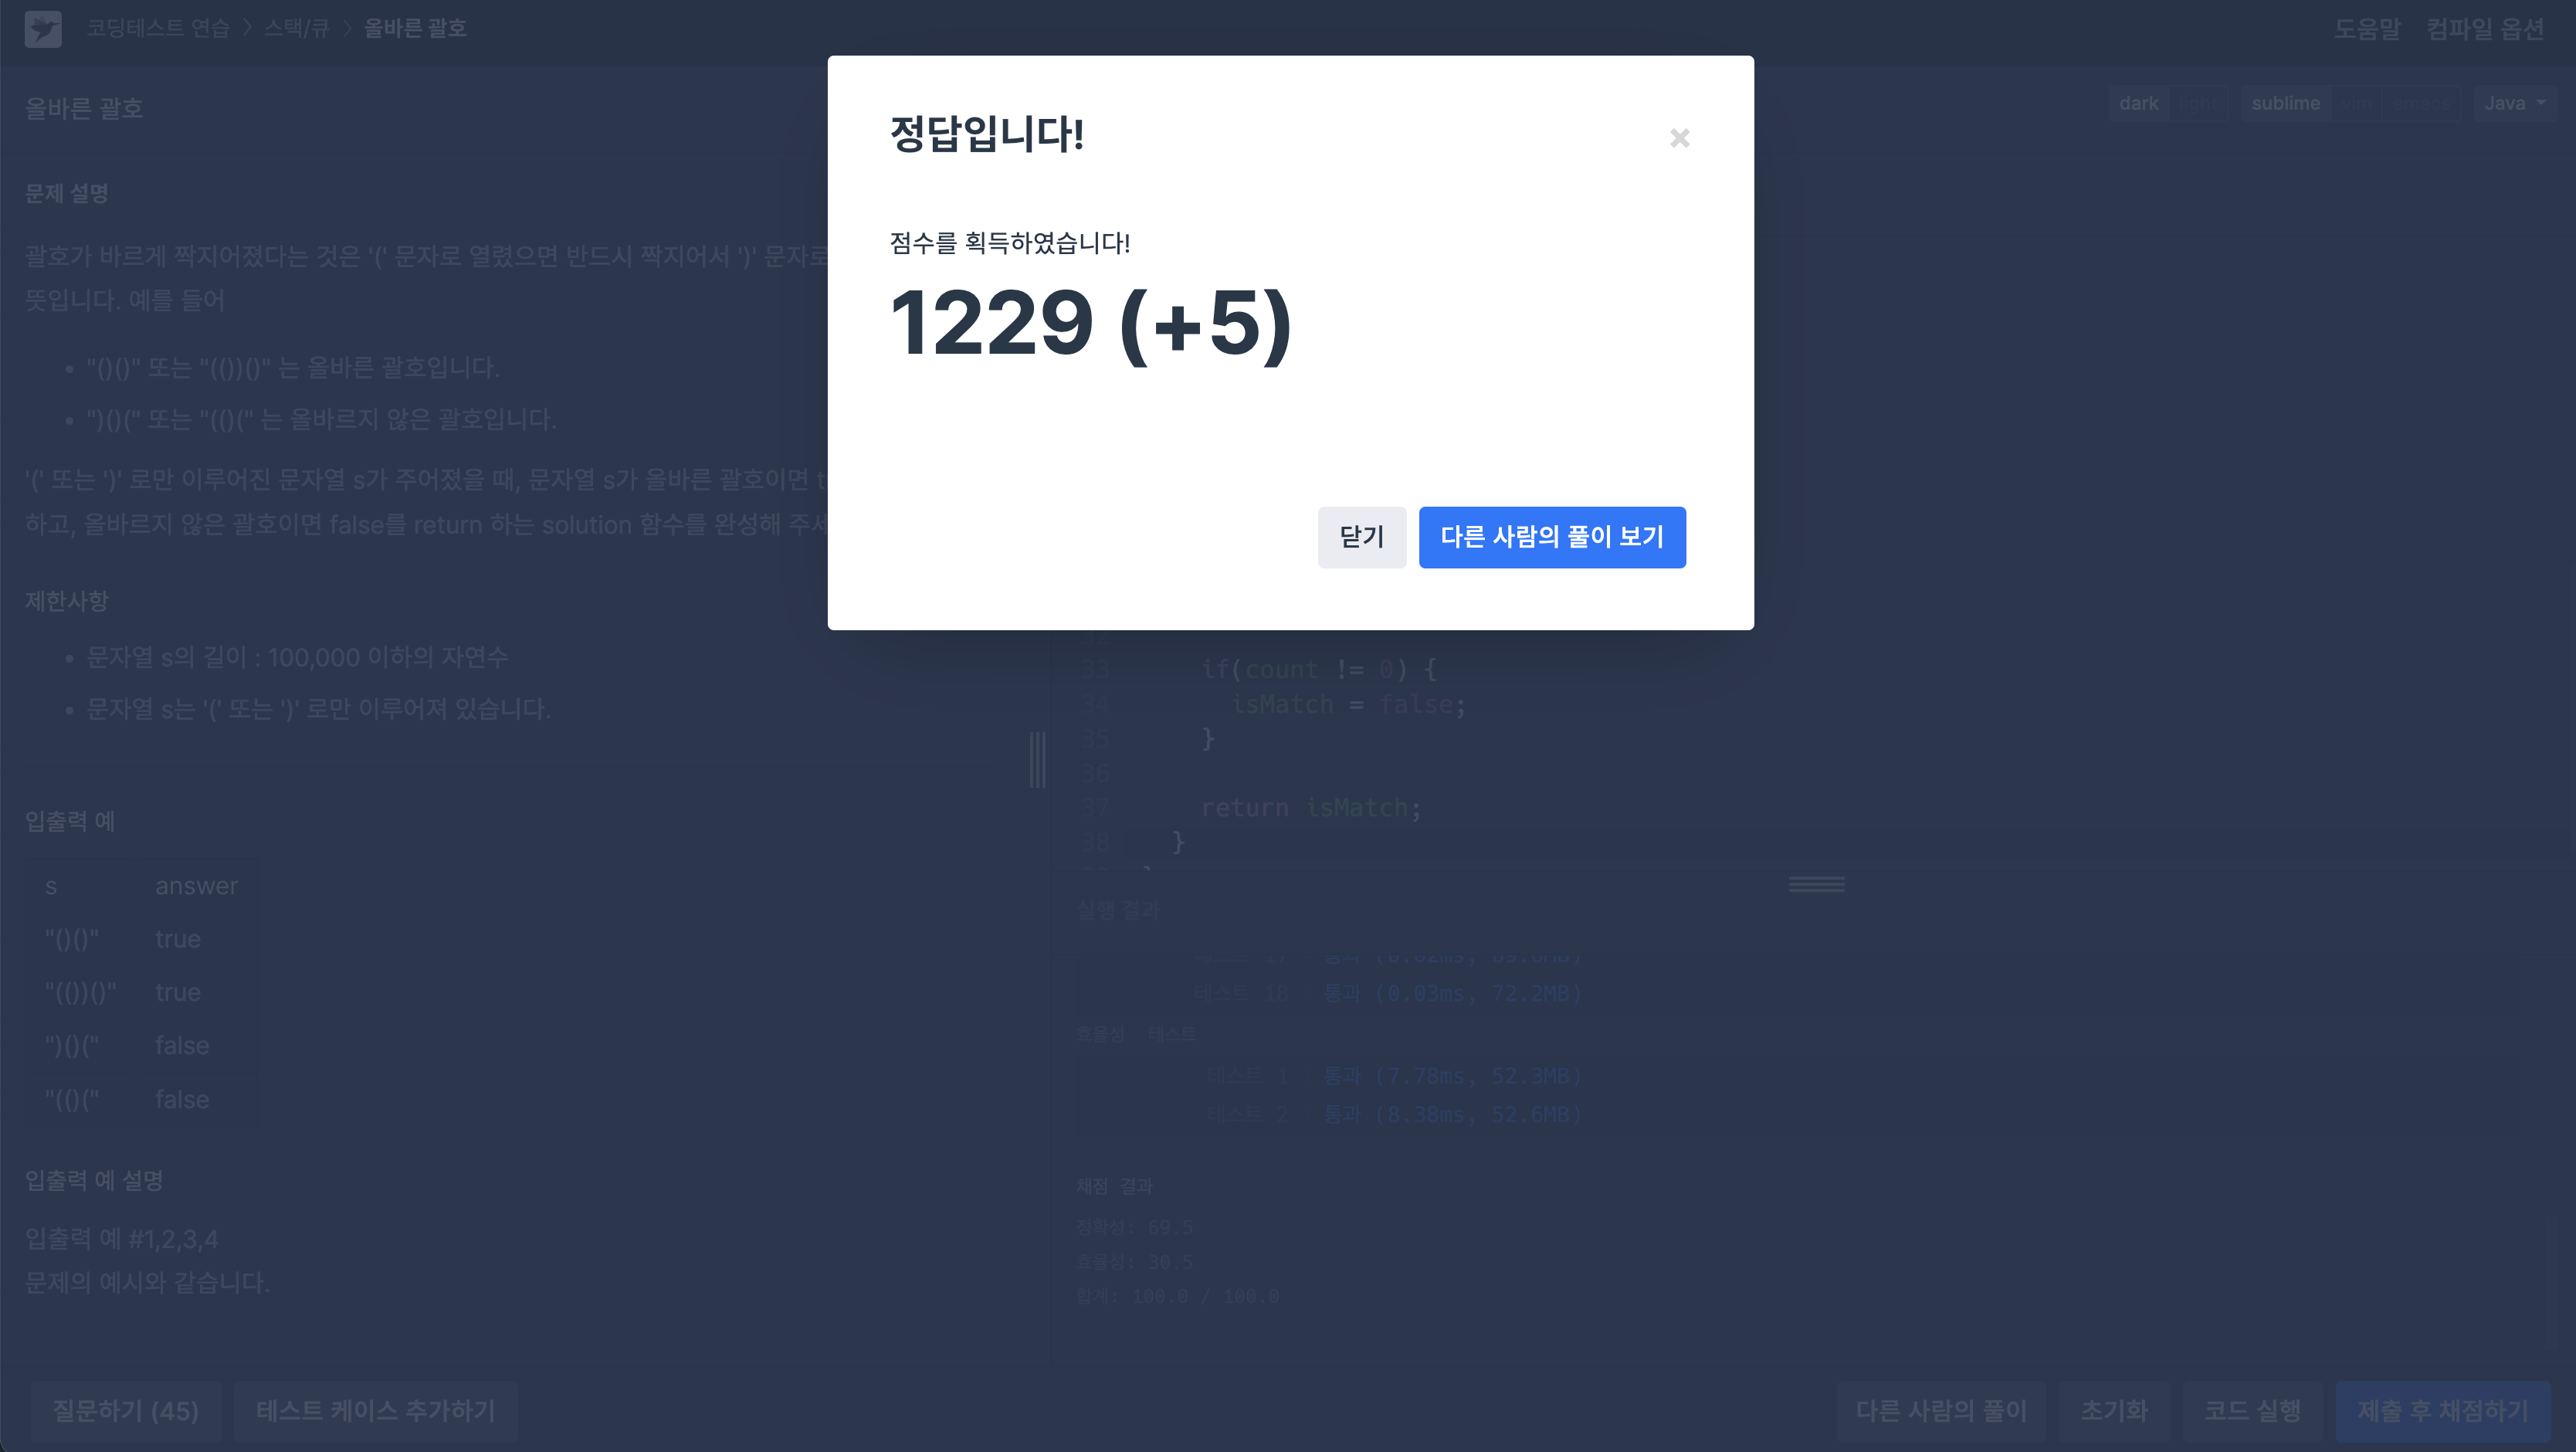 코딩테스트 연습 > 스택/큐 > 올바른 괄호
도움말 컴파일 옵션
올바른 괄호
dark light sublime vim emacs Java
문제 설명
괄호가 바르게 짝지어졌다는 것은 '(' 문자로 열렸으면 반드시 짝지어서 ')' 문자로
뜻입니다. 예를 들어
• "()()" 또는 "(())()" 는 올바른 괄호입니다.
• ")()(" 또는 "(()(" 는 올바르지 않은 괄호입니다.
'(' 또는 ')' 로만 이루어진 문자열 s가 주어졌을 때, 문자열 s가 올바른 괄호이면 t
하고, 올바르지 않은 괄호이면 false를 return 하는 solution 함수를 완성해 주세
제한사항
• 문자열 s의 길이 : 100,000 이하의 자연수
• 문자열 s는 '(' 또는 ')' 로만 이루어져 있습니다.
입출력 예
s answer
"()()" true
"(())()" true
")()(" false
"(()(" false
입출력 예 설명
입출력 예 #1,2,3,4
문제의 예시와 같습니다.
정답입니다!
×
점수를 획득하였습니다!
1229 (+5)
닫기 다른 사람의 풀이 보기
33 if(count != 0) {
34 isMatch = false;
35 }
36
37 return isMatch;
38 }
실행 결과
테스트 18 통과 (0.03ms, 72.2MB)
효율성 테스트
테스트 1 통과 (7.78ms, 52.3MB)
테스트 2 통과 (8.38ms, 52.6MB)
채점 결과
정확성: 69.5
효율성: 30.5
합계: 100.0 / 100.0
질문하기 (45) 테스트 케이스 추가하기
다른 사람의 풀이 초기화 코드 실행 제출 후 채점하기